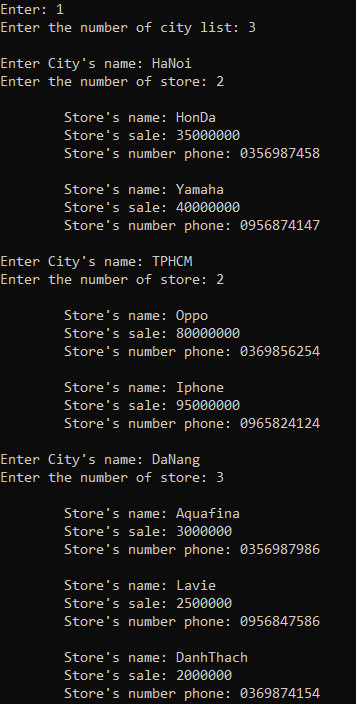 Enter: 1
Enter the number of city list: 3
Enter City's name: HaNoi
Enter the number of store: 2
Store's name: HonDa
Store's sale: 35000000
Store's number phone: 0356987458
Store's name: Yamaha
Store's sale: 40000000
Store's number phone: 0956874147
Enter City's name: TPHCM
Enter the number of store: 2
Store's name: Oppo
Store's sale: 80000000
Store's number phone: 0369856254
Store's name: Iphone
Store's sale: 95000000
Store's number phone: 0965824124
Enter City's name: DaNang
Enter the number of store: 3
Store's name: Aquafina
Store's sale: 3000000
Store's number phone: 0356987986
Store's name: Lavie
Store's sale: 2500000
Store's number phone: 0956847586
Store's name: DanhThach
Store's sale: 2000000
Store's number phone: 0369874154